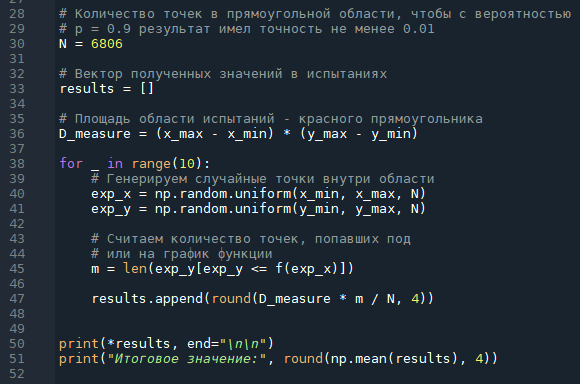 28 # Количество точек в прямоугольной области, чтобы с вероятностью
29 # p = 0.9 результат имел точность не менее 0.01
30 N = 6806
31
32 # Вектор полученных значений в испытаниях
33 results = []
34
35 # Площадь области испытаний - красного прямоугольника
36 D_measure = (x_max - x_min) * (y_max - y_min)
37
38 for _ in range(10):
39     # Генерируем случайные точки внутри области
40     exp_x = np.random.uniform(x_min, x_max, N)
41     exp_y = np.random.uniform(y_min, y_max, N)
42
43     # Считаем количество точек, попавших под
44     # или на график функции
45     m = len(exp_y[exp_y <= f(exp_x)])
46
47     results.append(round(D_measure * m / N, 4))
48
49
50 print(*results, end="\n\n")
51 print("Итоговое значение:", round(np.mean(results), 4))
52